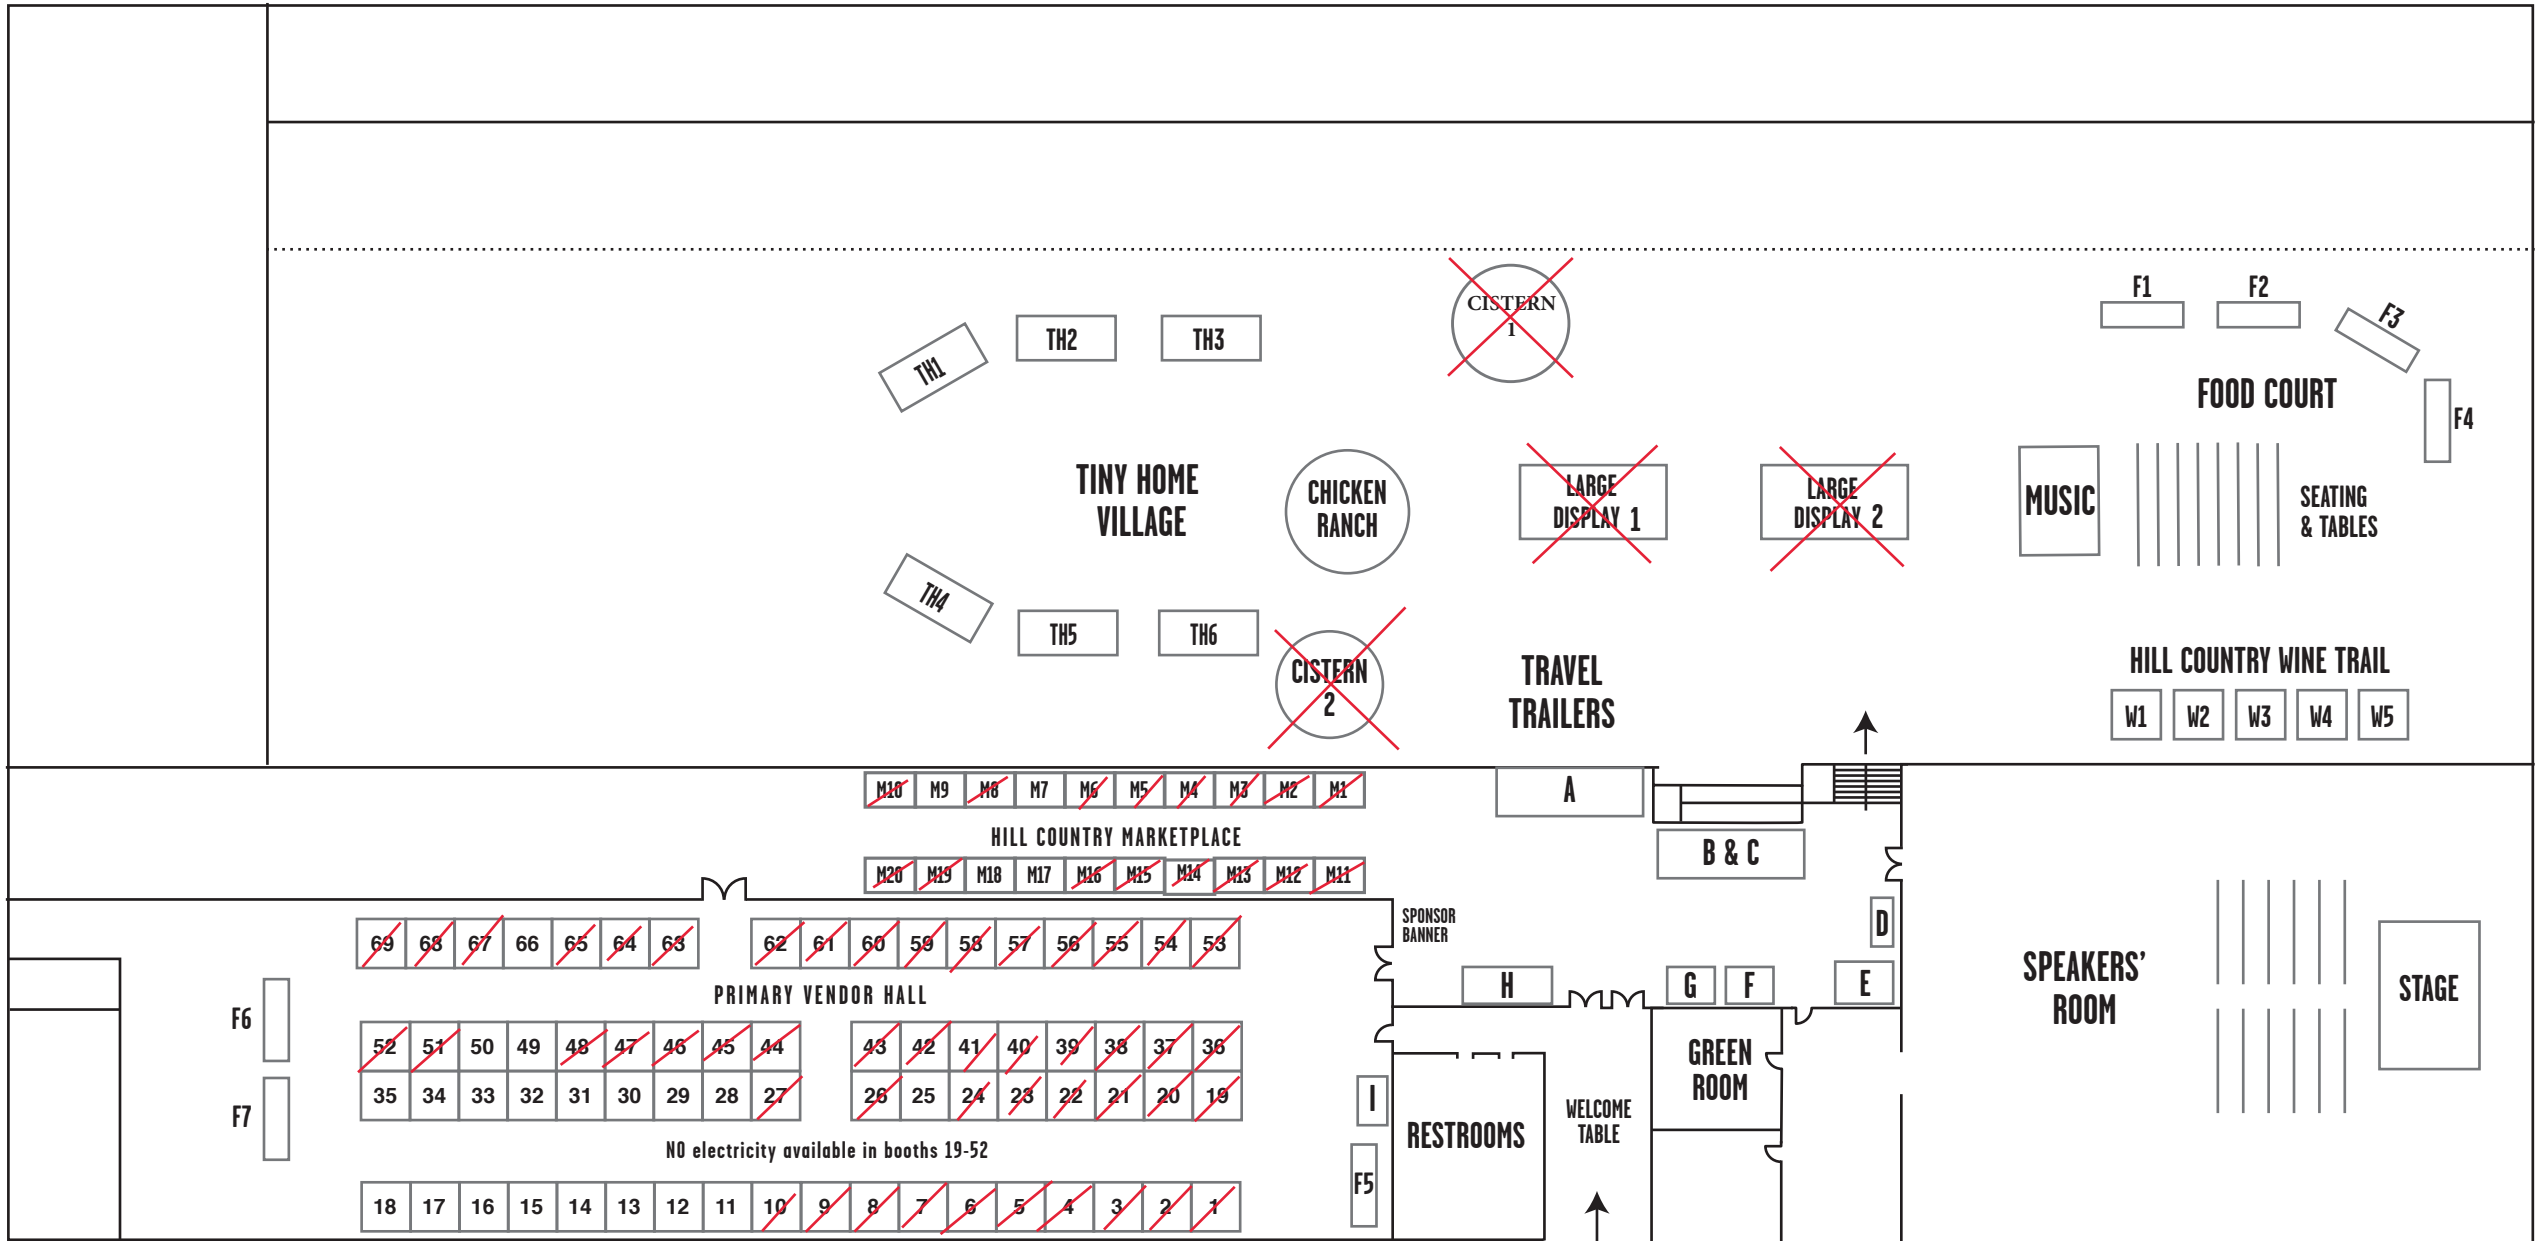 CISTERN
1
F1
F2
F3
F4
TH1
TH2
TH3
FOOD COURT
TINY HOME
VILLAGE
CHICKEN
RANCH
LARGE
DISPLAY 1
LARGE
DISPLAY 2
MUSIC
SEATING
& TABLES
TH4
TH5
TH6
CISTERN
2
TRAVEL
TRAILERS
HILL COUNTRY WINE TRAIL
W1 W2 W3 W4 W5
M10 M9 M8 M7 M6 M5 M4 M3 M2 M1
A
HILL COUNTRY MARKETPLACE
B & C
M20 M19 M18 M17 M16 M15 M14 M13 M12 M11
SPONSOR
BANNER
D
69 68 67 66 65 64 63 62 61 60 59 58 57 56 55 54 53
PRIMARY VENDOR HALL
H
G
F
E
SPEAKERS'
ROOM
STAGE
F6
52 51 50 49 48 47 46 45 44 43 42 41 40 39 38 37 36
GREEN
ROOM
35 34 33 32 31 30 29 28 27 26 25 24 23 22 21 20 19
F7
I
WELCOME
TABLE
RESTROOMS
NO electricity available in booths 19-52
F5
18 17 16 15 14 13 12 11 10 9 8 7 6 5 4 3 2 1